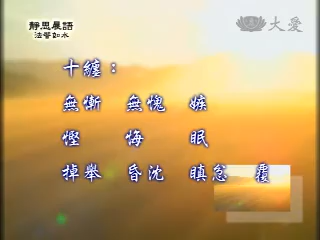 靜思晨語
法譬如水
大愛
十纏：
無慚 無愧 嫉
慳 悔 眠
掉舉 昏沈 瞋忿 覆